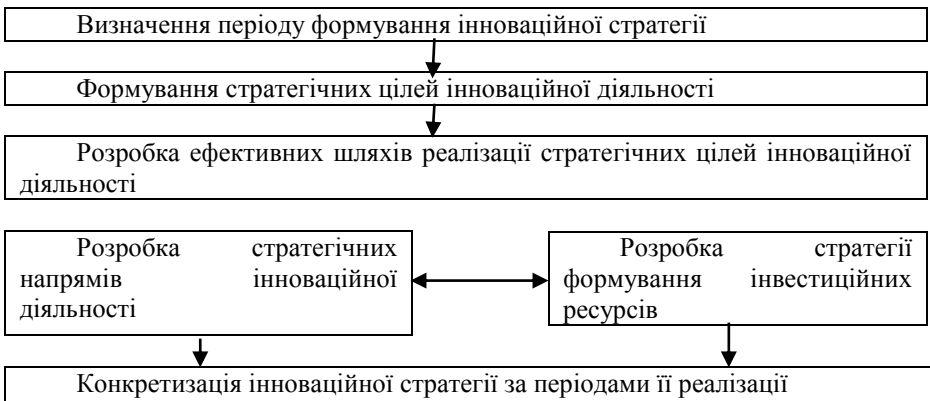 Визначення періоду формування інноваційної стратегії
Формування стратегічних цілей інноваційної діяльності
Розробка ефективних шляхів реалізації стратегічних цілей інноваційної
діяльності
Розробка стратегічних
напрямів інноваційної
діяльності
Розробка стратегії
формування інвестиційних
ресурсів
Конкретизація інноваційної стратегії за періодами її реалізації